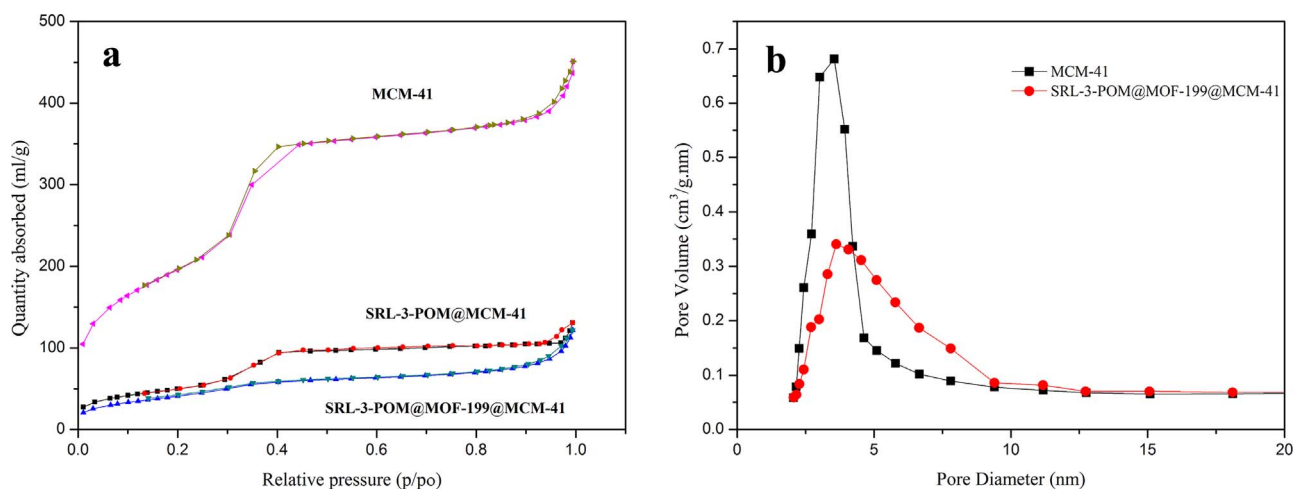 a
MCM-41
SRL-3-POM@MCM-41
SRL-3-POM@MOF-199@MCM-41
Quantity absorbed (ml/g)
500
400
300
200
100
0
0.0 0.2 0.4 0.6 0.8 1.0
Relative pressure (p/po)
b
MCM-41
SRL-3-POM@MOF-199@MCM-41
Pore Volume (cm³/g.nm)
0.7
0.6
0.5
0.4
0.3
0.2
0.1
0.0
0 5 10 15 20
Pore Diameter (nm)